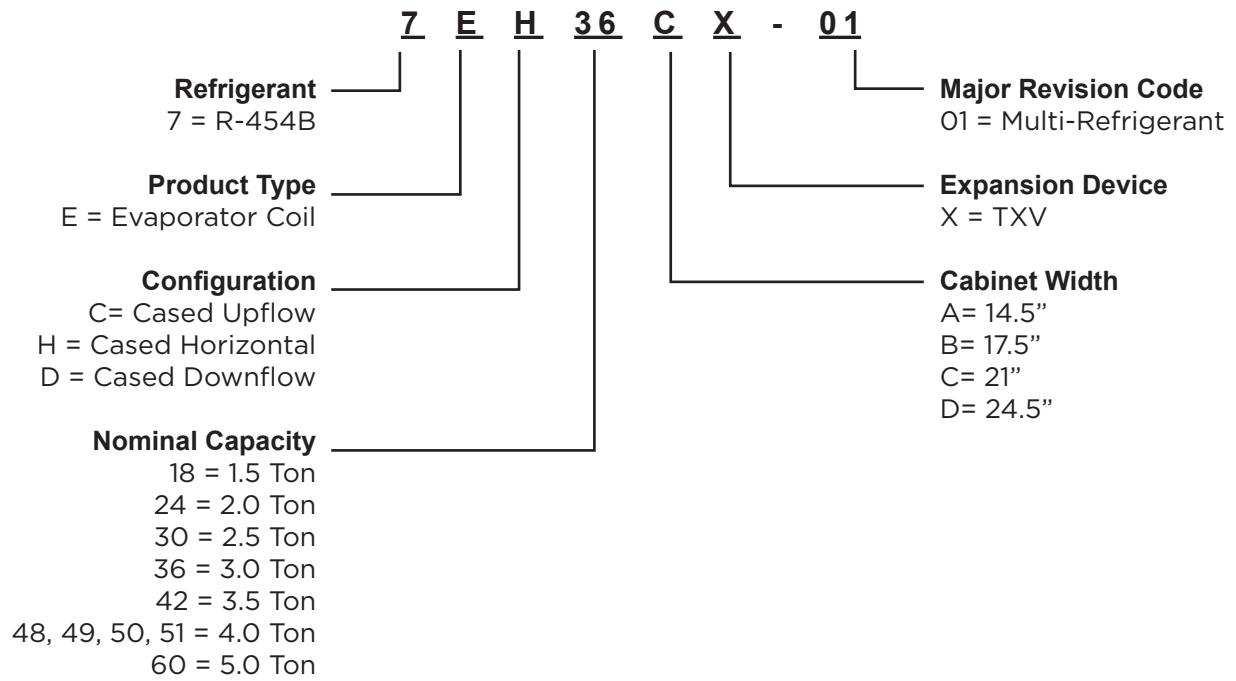 7 E H 36 C X - 01
Refrigerant
7 = R-454B
Product Type
E = Evaporator Coil
Configuration
C= Cased Upflow
H = Cased Horizontal
D = Cased Downflow
Nominal Capacity
18 = 1.5 Ton
24 = 2.0 Ton
30 = 2.5 Ton
36 = 3.0 Ton
42 = 3.5 Ton
48, 49, 50, 51 = 4.0 Ton
60 = 5.0 Ton
Major Revision Code
01 = Multi-Refrigerant
Expansion Device
X = TXV
Cabinet Width
A= 14.5”
B= 17.5”
C= 21”
D= 24.5”